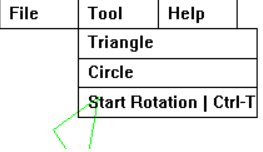 File Tool Help
Triangle
Circle
Start Rotation | Ctrl-T